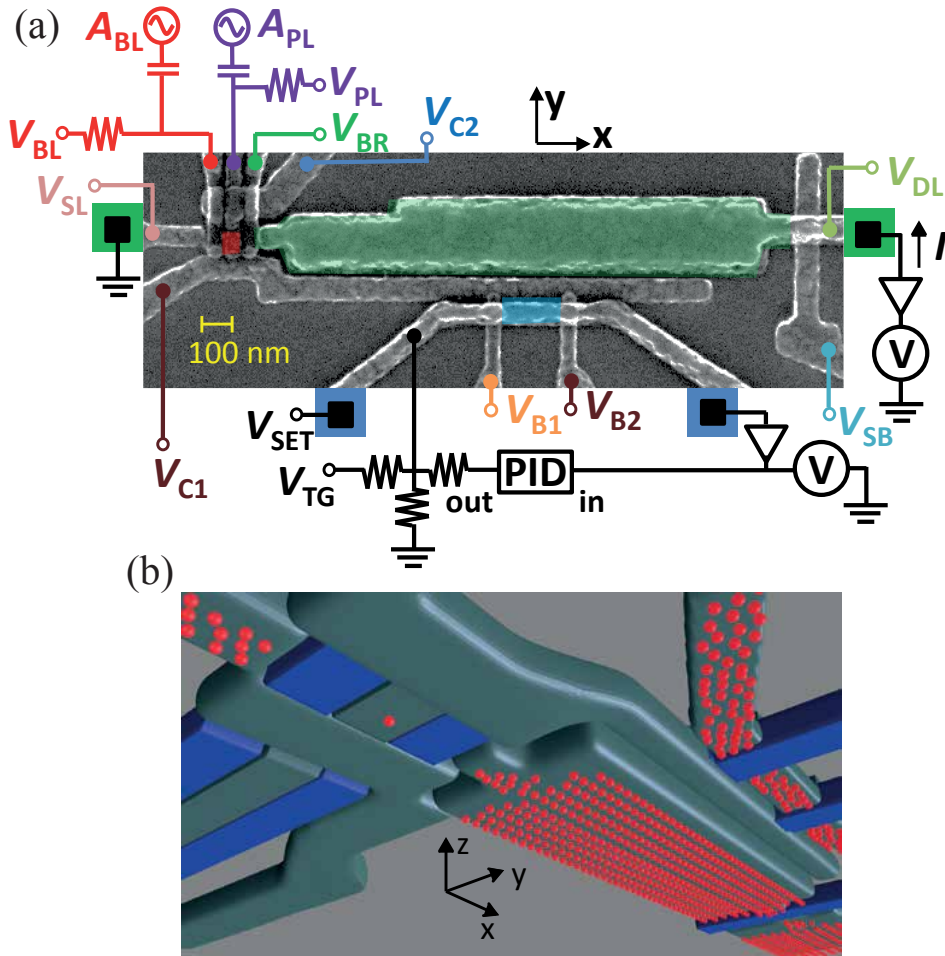 (a)
A_BL
A_PL
V_PL
V_BL
V_BR
V_C2
y
x
V_SL
V_DL
I
100 nm
V
V_SET
V_B1
V_B2
V_SB
V_C1
V_TG
out
PID
in
V
(b)
z
y
x